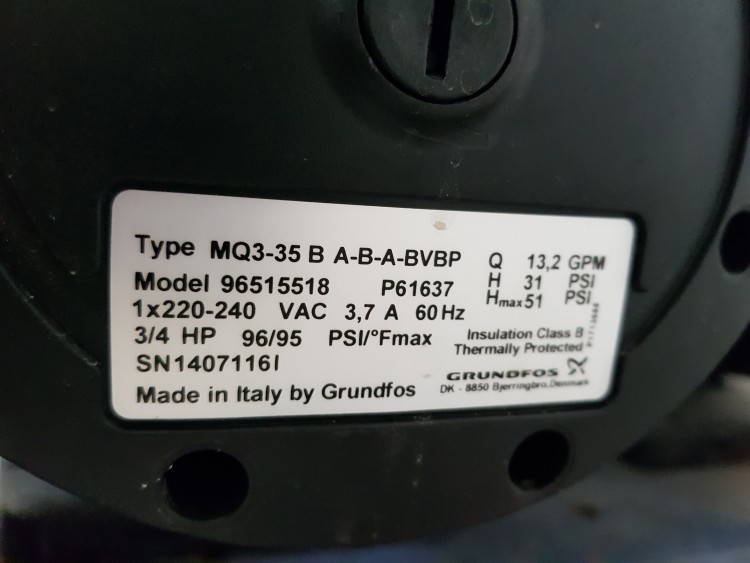 Type MQ3-35 B A-B-A-BVBP
Model 96515518 P61637
1x220-240 VAC 3,7 A 60Hz
3/4 HP 96/95 PSI/°Fmax
SN1407116I
Made in Italy by Grundfos
Q 13,2 GPM
H 31 PSI
Hmax 51 PSI
Insulation Class B
Thermally Protected
GRUNDFOS
DK - 8850 Bjerringbro, Denmark